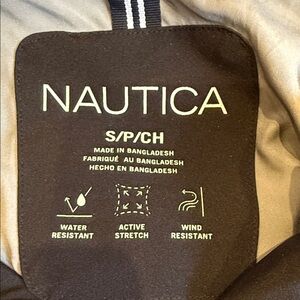 NAUTICA
S/P/CH
MADE IN BANGLADESH
FABRIQUÉ AU BANGLADESH
HECHO EN BANGLADESH
WATER RESISTANT
ACTIVE STRETCH
WIND RESISTANT